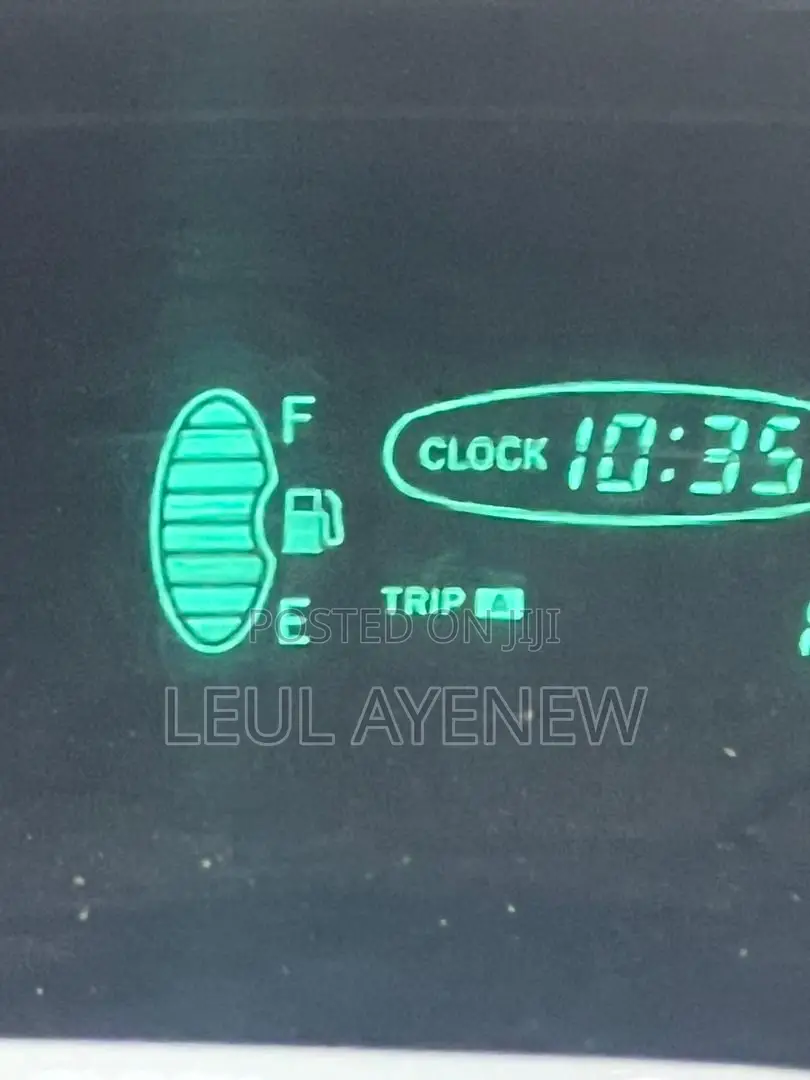 F
CLOCK 10:35
TRIP A
E
POSTED ON JIJI
LEUL AYENEW